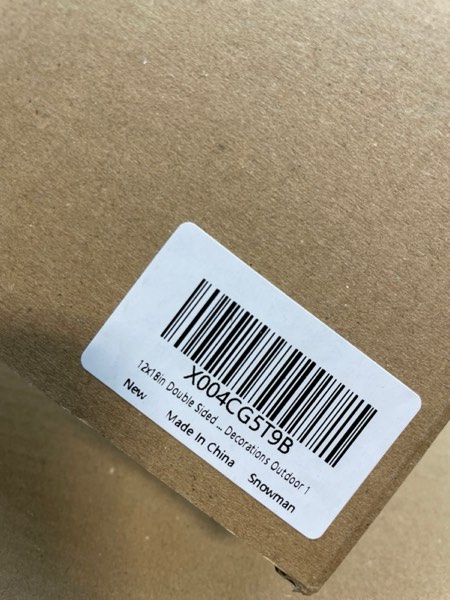 X004CG5T9B
12x18in Double Sided ... Decorations Outdoor 1
New
Made In China
Snowman